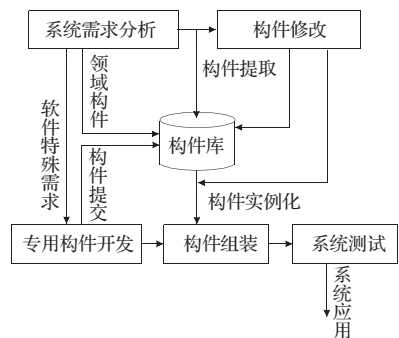 系统需求分析
构件修改
领域构件
构件提取
软件特殊需求
构件库
构件提交
构件实例化
专用构件开发
构件组装
系统测试
系统应用